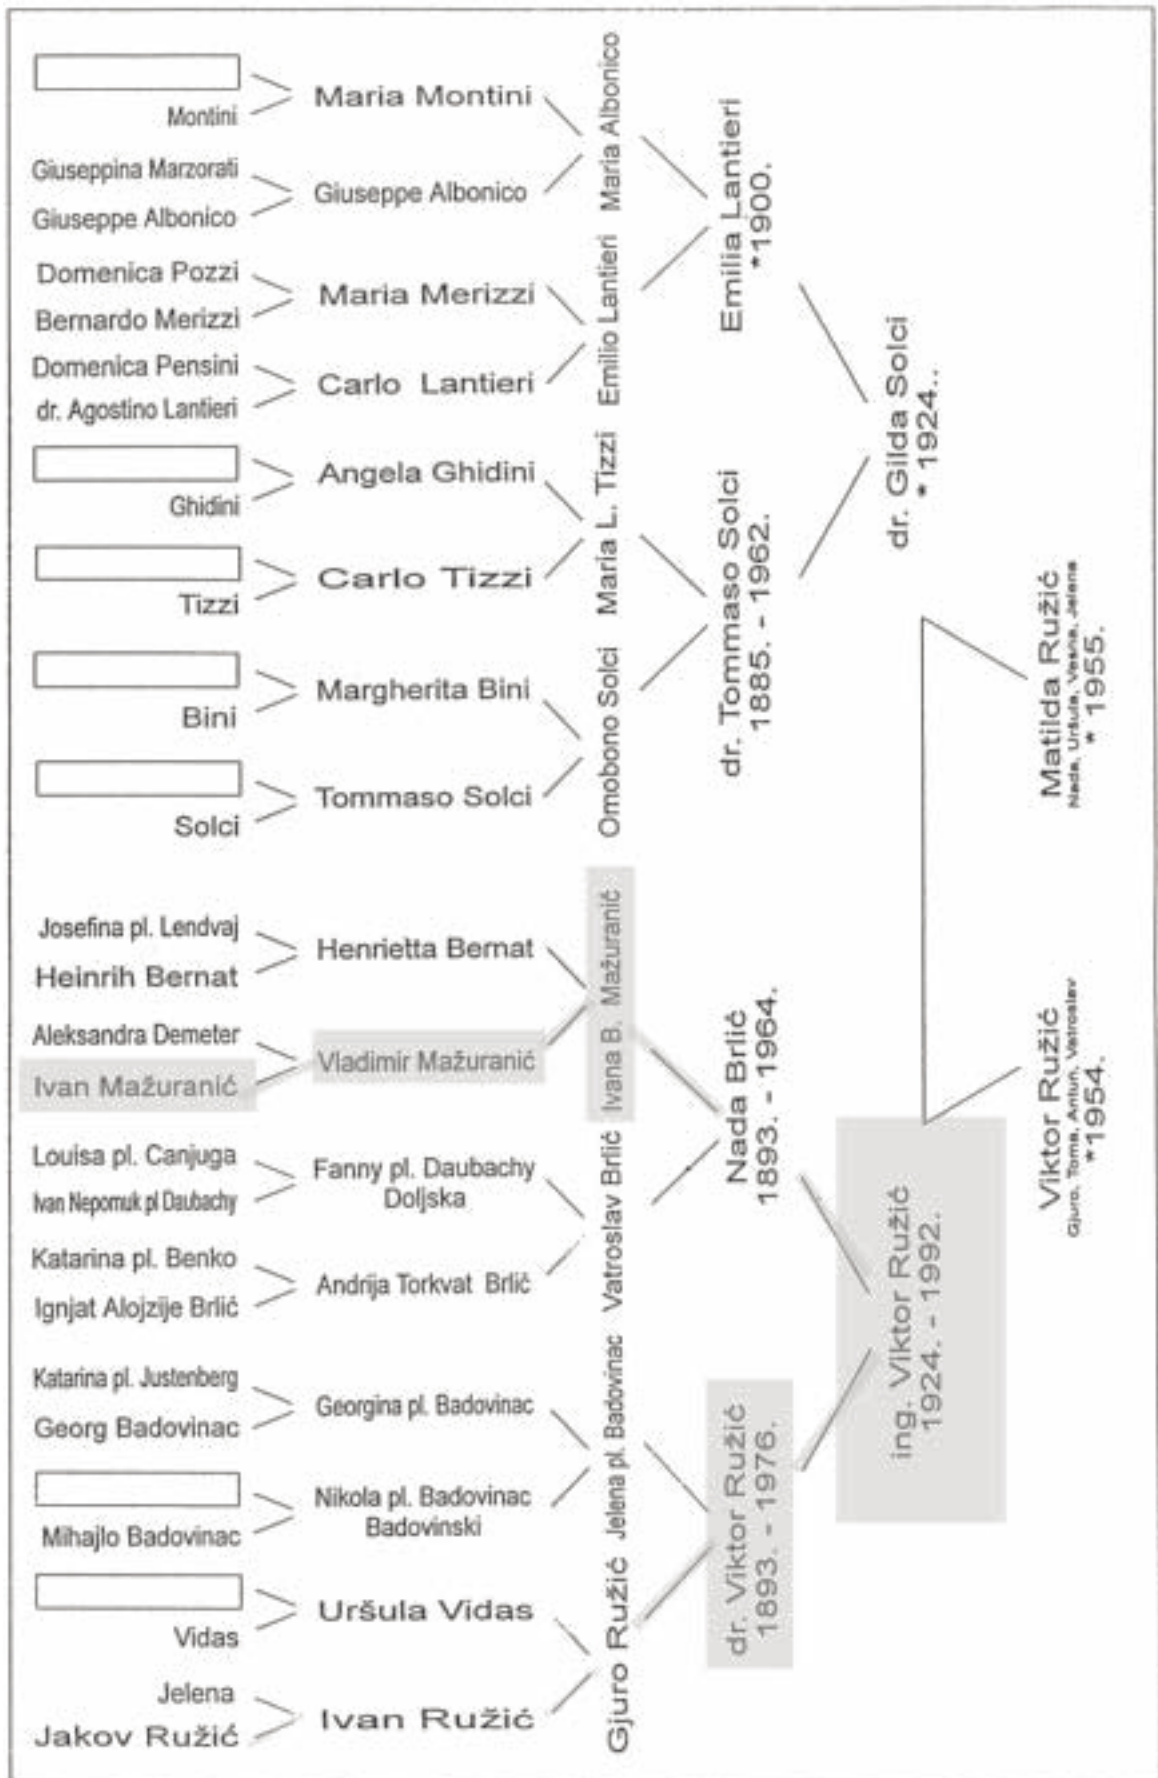 Montini
Giuseppina Marzorati
Giuseppe Albonico
Domenica Pozzi
Bernardo Merizzi
Domenica Pensini
dr. Agostino Lantieri
Ghidini
Tizzi
Bini
Solci
Josefina pl. Lendvaj
Heinrih Bernat
Aleksandra Demeter
Ivan Mažuranić
Louisa pl. Canjuga
Ivan Nepomuk pl Daubachy
Katarina pl. Benko
Ignjat Alojzije Brlić
Katarina pl. Justenberg
Georg Badovinac
Mihajlo Badovinac
Vidas
Jelena
Jakov Ružić
Maria Montini
Giuseppe Albonico
Maria Merizzi
Carlo Lantieri
Angela Ghidini
Carlo Tizzi
Margherita Bini
Tommaso Solci
Henrietta Bernat
Vladimir Mažuranić
Fanny pl. Daubachy
Doljska
Andrija Torkvat Brlić
Georgina pl. Badovinac
Nikola pl. Badovinac
Badovinski
Uršula Vidas
Ivan Ružić
Maria Albonico
Emilio Lantieri
Maria L. Tizzi
Omobono Solci
Ivana B. Mažuranić
Vatroslav Brlić
Jelena pl. Badovinac
Gjuro Ružić
Emilia Lantieri
*1900.
dr. Tommaso Solci
1885. - 1962.
Nada Brlić
1893. - 1964.
dr. Viktor Ružić
1893. - 1976.
dr. Gilda Solci
* 1924..
ing. Viktor Ružić
1924. - 1992.
Matilda Ružić
Nada, Uršula, Vesna, Jelena
* 1955.
Viktor Ružić
Gjuro, Toma, Antun, Vatroslav
*1954.